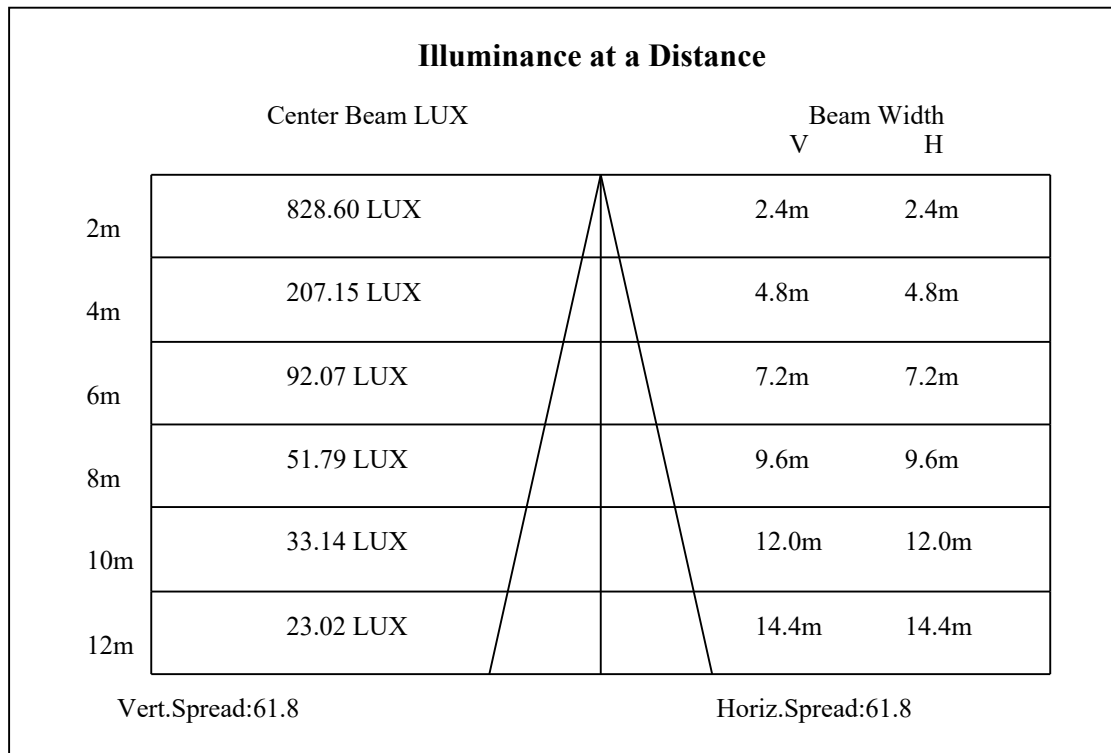 Illuminance at a Distance
Center Beam LUX Beam Width
V H
828.60 LUX 2.4m 2.4m
2m
207.15 LUX 4.8m 4.8m
4m
92.07 LUX 7.2m 7.2m
6m
51.79 LUX 9.6m 9.6m
8m
33.14 LUX 12.0m 12.0m
10m
23.02 LUX 14.4m 14.4m
12m
Vert.Spread:61.8 Horiz.Spread:61.8